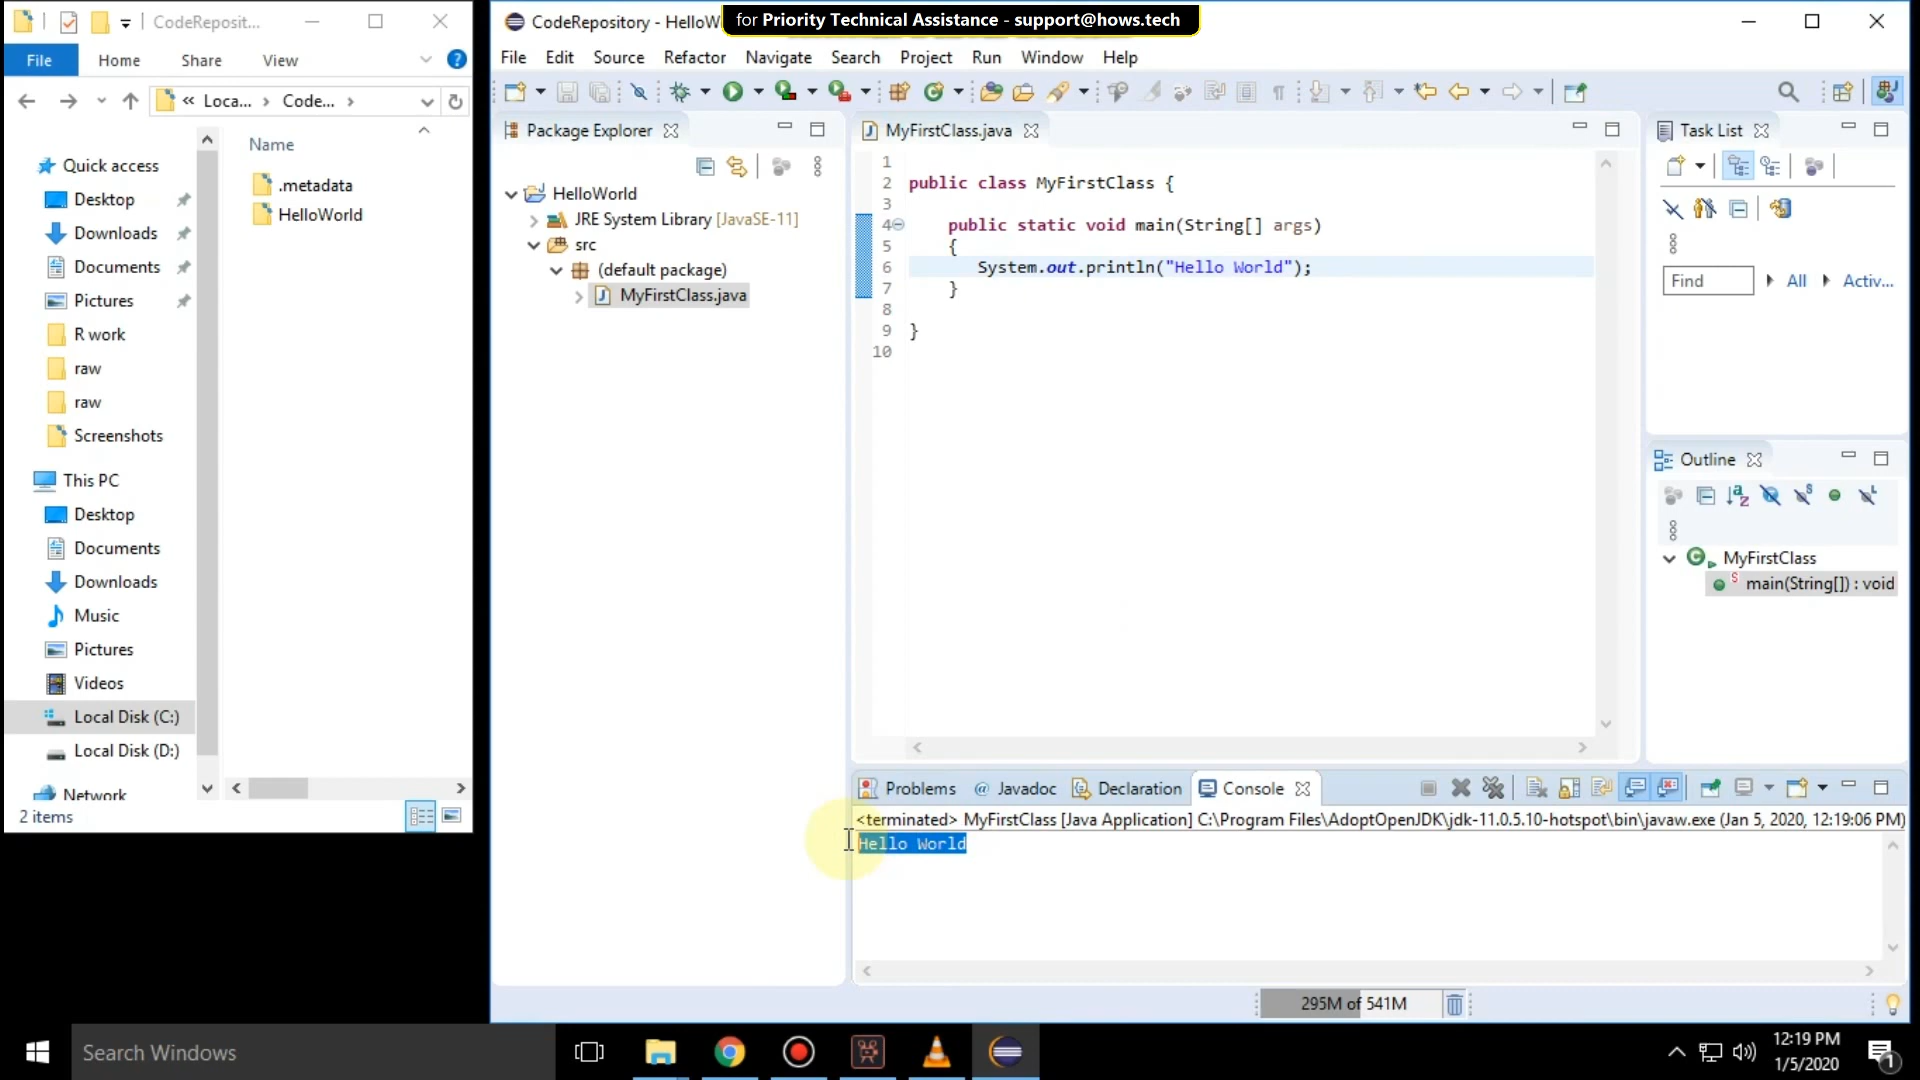 for Priority Technical Assistance - support@hows.tech
CodeReposit...
File
Home
Share
View
« Loca... › Code... ›
Name
Quick access
Desktop
Downloads
Documents
Pictures
R work
raw
raw
Screenshots
This PC
Desktop
Documents
Downloads
Music
Pictures
Videos
Local Disk (C:)
Local Disk (D:)
Network
.metadata
HelloWorld
2 items
CodeRepository - HelloW
File Edit Source Refactor Navigate Search Project Run Window Help
Package Explorer
HelloWorld
JRE System Library [JavaSE-11]
src
(default package)
MyFirstClass.java
MyFirstClass.java
1
2 public class MyFirstClass {
3
4 public static void main(String[] args)
5 {
6 System.out.println("Hello World");
7 }
8
9 }
10
Task List
Find
All
Activ...
Outline
MyFirstClass
main(String[]) : void
Problems
@ Javadoc
Declaration
Console
<terminated> MyFirstClass [Java Application] C:\Program Files\AdoptOpenJDK\jdk-11.0.5.10-hotspot\bin\javaw.exe (Jan 5, 2020, 12:19:06 PM)
Hello World
295M of 541M
Search Windows
12:19 PM
1/5/2020
1